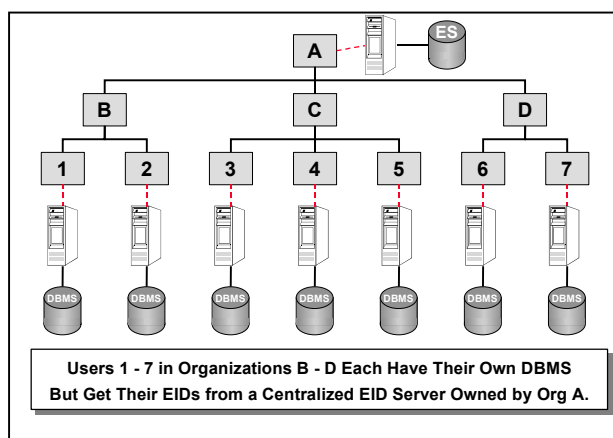 A
ES
B
C
D
1
2
3
4
5
6
7
DBMS
DBMS
DBMS
DBMS
DBMS
DBMS
DBMS
Users 1 - 7 in Organizations B - D Each Have Their Own DBMS
But Get Their EIDs from a Centralized EID Server Owned by Org A.